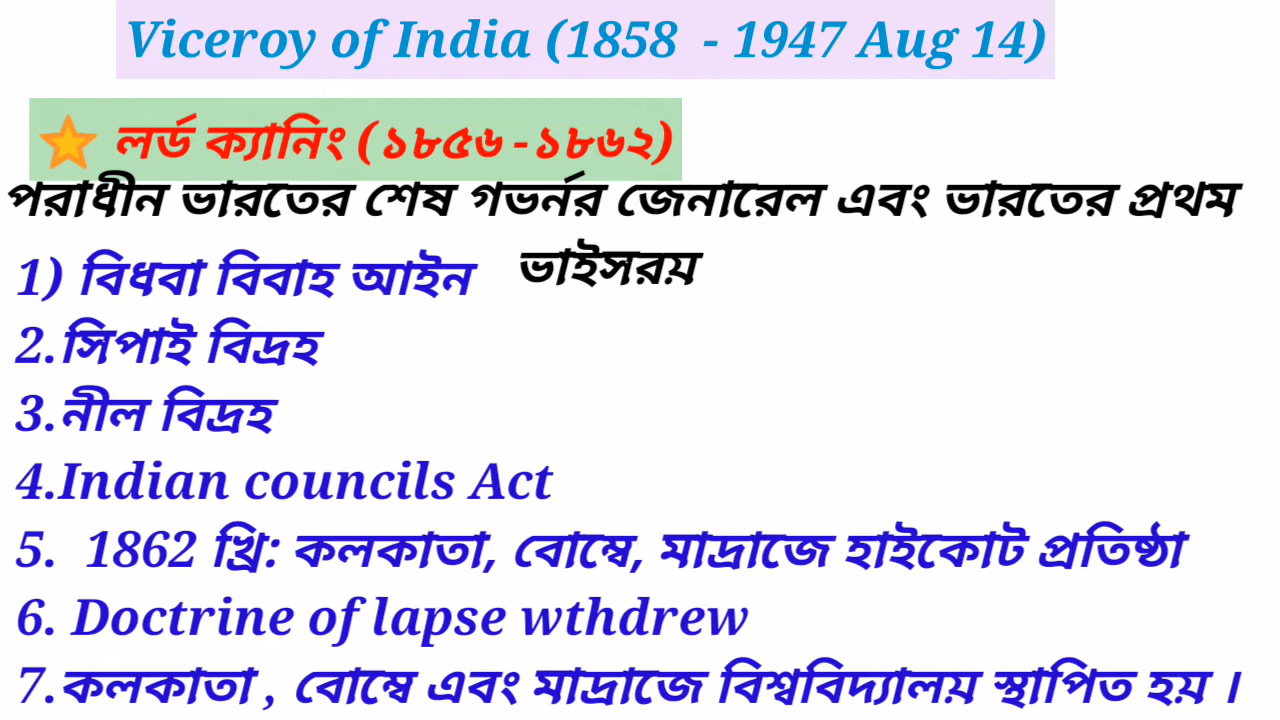 Viceroy of India (1858 - 1947 Aug 14)
লর্ড ক্যানিং (১৮৫৬ -১৮৬২)
পরাধীন ভারতের শেষ গভর্নর জেনারেল এবং ভারতের প্রথম
ভাইসরয়
1) বিধবা বিবাহ আইন
2.সিপাই বিদ্রহ
3.নীল বিদ্রহ
4.Indian councils Act
5. 1862 খ্রি: কলকাতা, বোম্বে, মাদ্রাজে হাইকোট প্রতিষ্ঠা
6. Doctrine of lapse wthdrew
7.কলকাতা , বোম্বে এবং মাদ্রাজে বিশ্ববিদ্যালয় স্থাপিত হয় ।